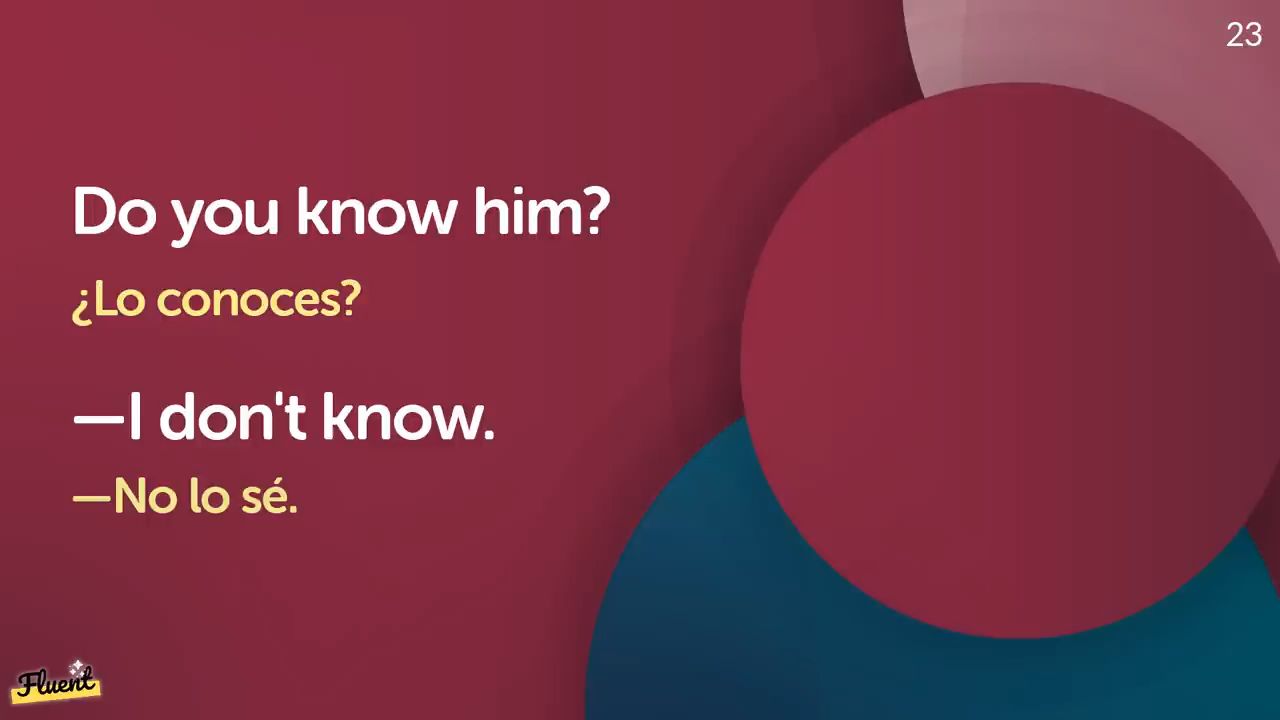 23
Do you know him?
¿Lo conoces?
—I don't know.
—No lo sé.
Fluent